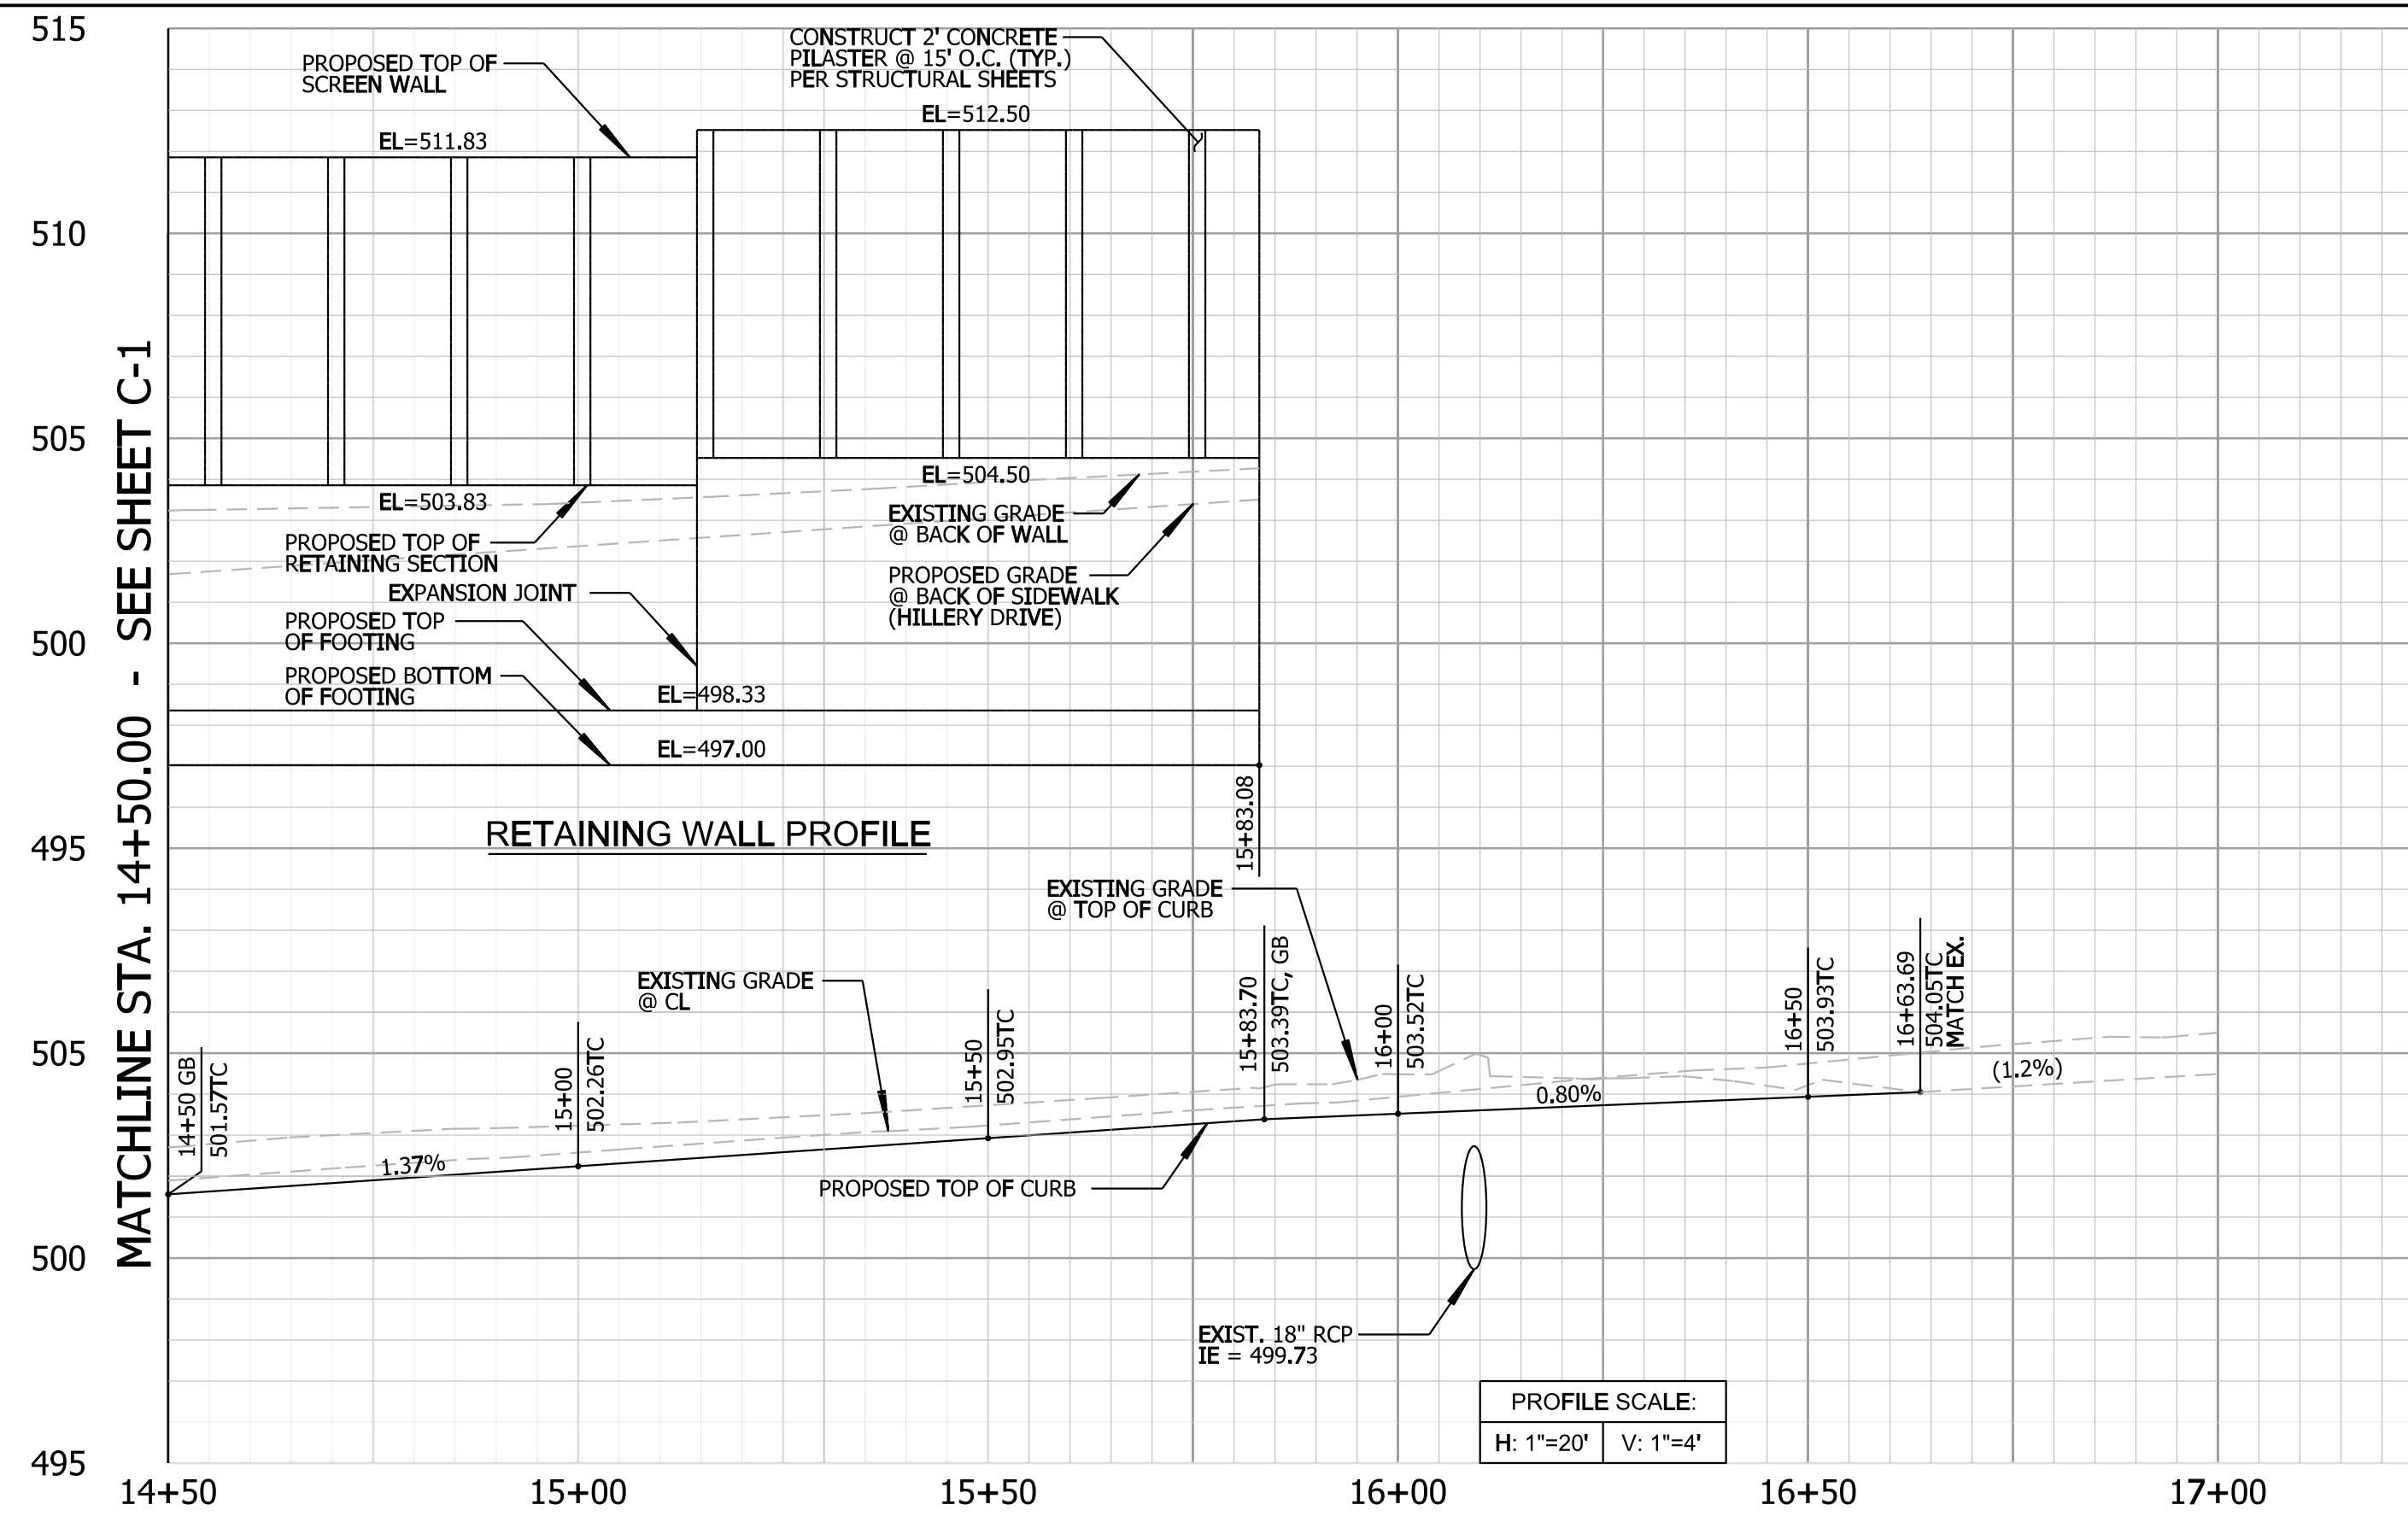 515
510
505
500
495
505
500
495
MATCHLINE STA. 14+50.00 - SEE SHEET C-1
PROPOSED TOP OF
SCREEN WALL
CONSTRUCT 2' CONCRETE
PILASTER @ 15' O.C. (TYP.)
PER STRUCTURAL SHEETS
EL=512.50
EL=511.83
EL=504.50
EL=503.83
EXISTING GRADE
@ BACK OF WALL
PROPOSED TOP OF
RETAINING SECTION
PROPOSED GRADE
@ BACK OF SIDEWALK
(HILLERY DRIVE)
EXPANSION JOINT
PROPOSED TOP
OF FOOTING
PROPOSED BOTTOM
OF FOOTING
EL=498.33
EL=497.00
15+83.08
RETAINING WALL PROFILE
EXISTING GRADE
@ TOP OF CURB
EXISTING GRADE
@ CL
14+50 GB
501.57TC
15+00
502.26TC
15+50
502.95TC
15+83.70
503.39TC, GB
16+00
503.52TC
16+50
503.93TC
16+63.69
504.05TC
MATCH EX.
1.37%
0.80%
(1.2%)
PROPOSED TOP OF CURB
EXIST. 18" RCP
IE = 499.73
PROFILE SCALE:
H: 1"=20' V: 1"=4'
14+50 15+00 15+50 16+00 16+50 17+00